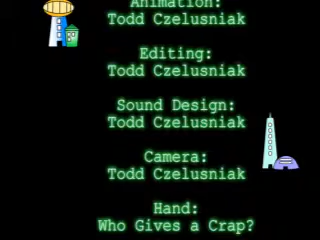 Animation:
Todd Czelusniak
Editing:
Todd Czelusniak
Sound Design:
Todd Czelusniak
Camera:
Todd Czelusniak
Hand:
Who Gives a Crap?